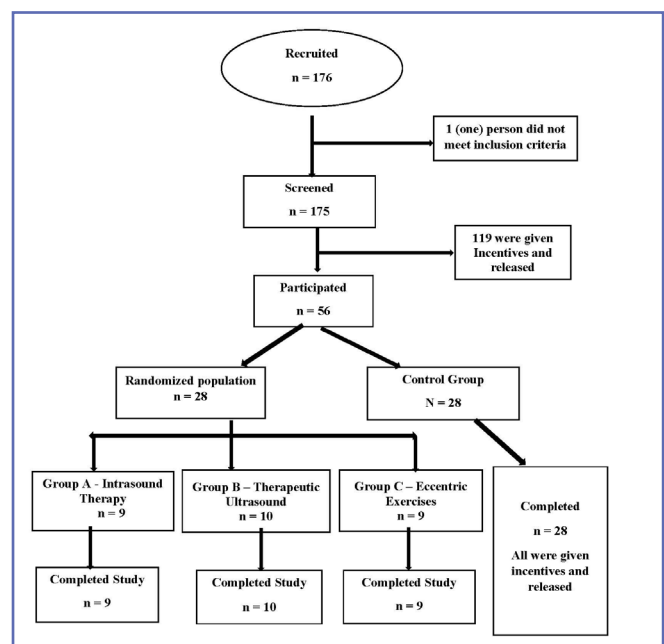 Recruited
n = 176
1 (one) person did not
meet inclusion criteria
Screened
n = 175
119 were given
Incentives and
released
Participated
n = 56
Randomized population
n = 28
Control Group
N = 28
Group A - Intrasound
Therapy
n = 9
Group B – Therapeutic
Ultrasound
n = 10
Group C – Eccentric
Exercises
n = 9
Completed
n = 28
All were given
incentives and
released
Completed Study
n = 9
Completed Study
n = 10
Completed Study
n = 9